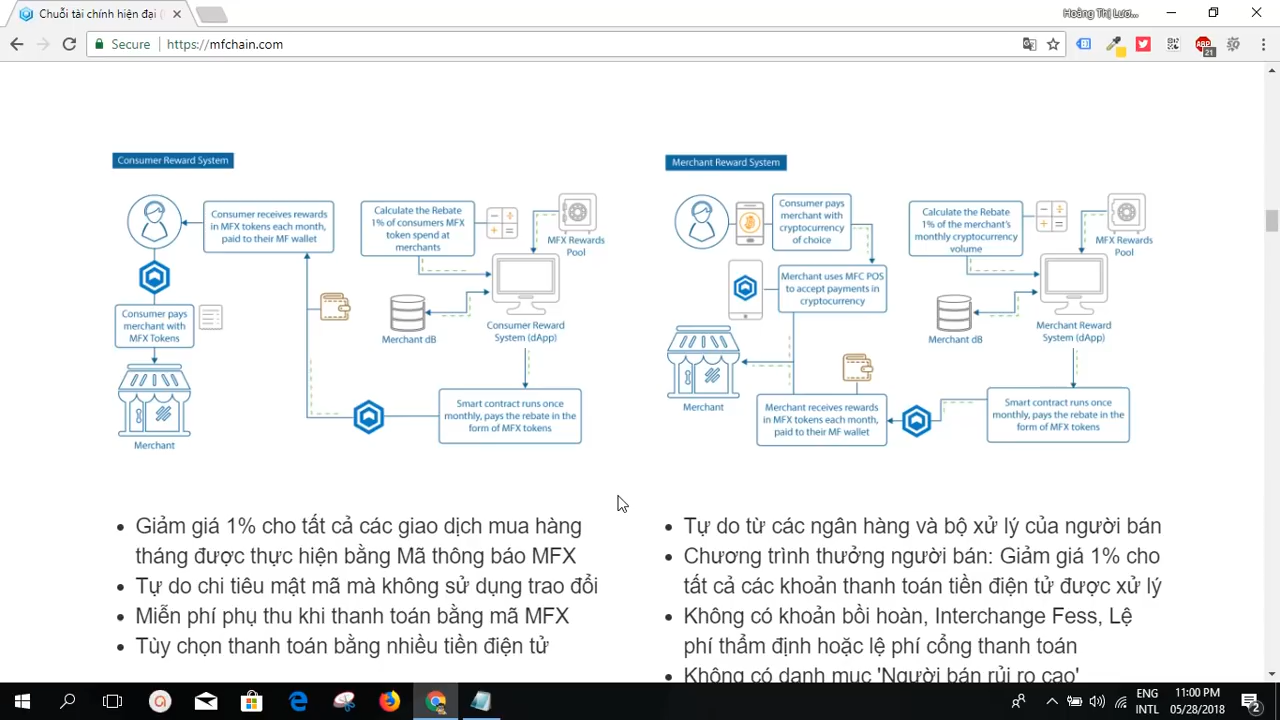 Chuỗi tài chính hiện đại (
Hoàng Thị Lươ...
Secure
https://mfchain.com
21
Consumer Reward System
Consumer receives rewards
in MFX tokens each month,
paid to their MF wallet
Calculate the Rebate
1% of consumers MFX
token spend at
merchants
MFX Rewards
Pool
Consumer pays
merchant with
MFX Tokens
Merchant dB
Consumer Reward
System (dApp)
Smart contract runs once
monthly, pays the rebate in the
form of MFX tokens
Merchant
Merchant Reward System
Consumer pays
merchant with
cryptocurrency
of choice
Calculate the Rebate
1% of the merchant's
monthly cryptocurrency
volume
MFX Rewards
Pool
Merchant uses MFC POS
to accept payments in
cryptocurrency
Merchant dB
Merchant Reward
System (dApp)
Merchant
Merchant receives rewards
in MFX tokens each month,
paid to their MF wallet
Smart contract runs once
monthly, pays the rebate in the
form of MFX tokens
• Giảm giá 1% cho tất cả các giao dịch mua hàng
tháng được thực hiện bằng Mã thông báo MFX
• Tự do chi tiêu mật mã mà không sử dụng trao đổi
• Miễn phí phụ thu khi thanh toán bằng mã MFX
• Tùy chọn thanh toán bằng nhiều tiền điện tử
• Tự do từ các ngân hàng và bộ xử lý của người bán
• Chương trình thưởng người bán: Giảm giá 1% cho
tất cả các khoản thanh toán tiền điện tử được xử lý
• Không có khoản bồi hoàn, Interchange Fess, Lệ
phí thẩm định hoặc lệ phí cổng thanh toán
• Không có danh mục 'Người bán rủi ro cao'
ENG
INTL
11:00 PM
05/28/2018
2